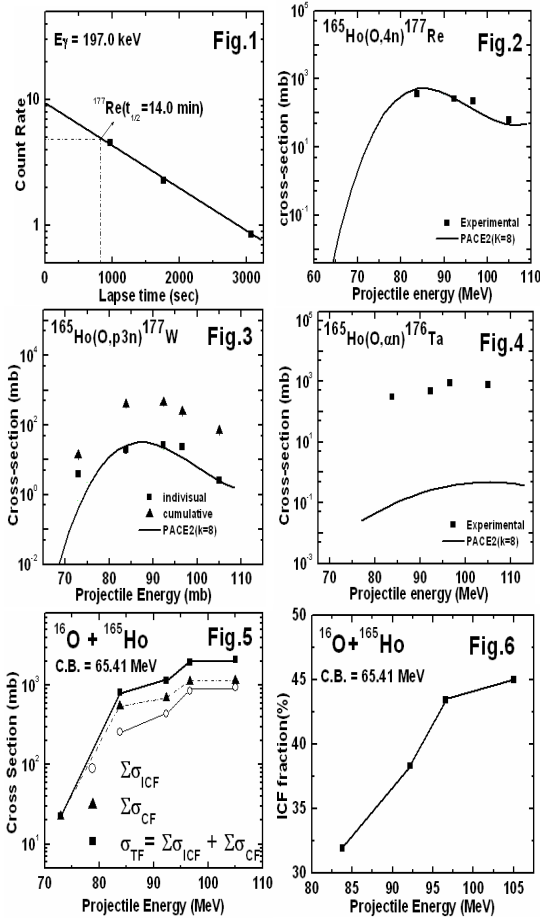 Fig.1
Eγ = 197.0 keV
177Re(t1/2=14.0 min)
Count Rate
10
1
0 1000 2000 3000
Lapse time (sec)
165Ho(O,4n)177Re
Fig.2
cross-section (mb)
10^5
10^3
10^1
10^-1
Experimental
PACE2(K=8)
60 70 80 90 100 110
Projectile energy (MeV)
165Ho(O,p3n)177W
Fig.3
Cross-section (mb)
10^4
10^2
10^0
10^-2
indivisual
cumulative
PACE2(k=8)
70 80 90 100 110
Projectile Energy (mb)
165Ho(O,αn)176Ta
Fig.4
Cross-section (mb)
10^5
10^3
10^1
10^-1
10^-3
Experimental
PACE2(k=8)
70 80 90 100 110
Projectile energy (MeV)
16O + 165Ho
Fig.5
C.B. = 65.41 MeV
Cross Section (mb)
10^3
10^2
10^1
ΣσICF
ΣσCF
σTF = ΣσICF + ΣσCF
70 80 90 100 110
Projectile Energy (MeV)
16O + 165Ho
Fig.6
C.B. = 65.41 MeV
ICF fraction(%)
50
45
40
35
30
80 85 90 95 100 105
Projectile Energy (MeV)